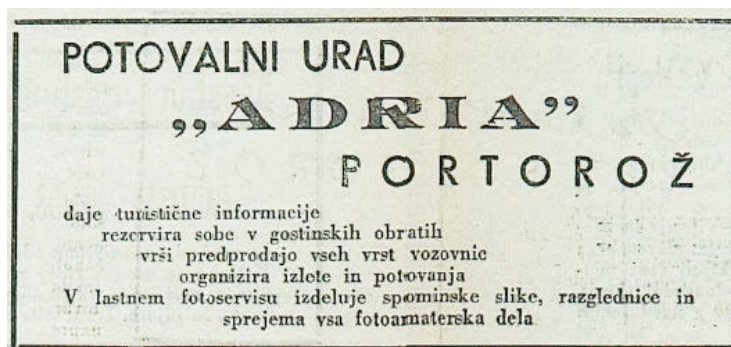 POTOVALNI URAD
„ADRIA”
PORTOROŽ
daje turistične informacije
rezervira sobe v gostinskih obratih
vrši predprodajo vseh vrst vozovnic
organizira izlete in potovanja
V lastnem fotoservisu izdeluje spominske slike, razglednice in
sprejema vsa fotoamaterska dela